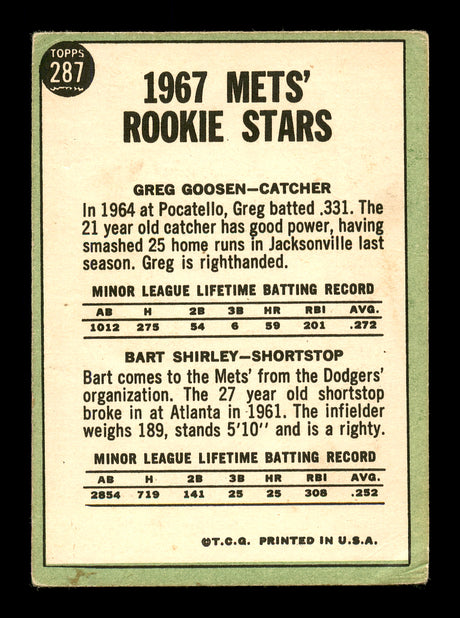 TOPPS
287
1967 METS'
ROOKIE STARS
GREG GOOSEN—CATCHER
In 1964 at Pocatello, Greg batted .331. The
21 year old catcher has good power, having
smashed 25 home runs in Jacksonville last
season. Greg is righthanded.
MINOR LEAGUE LIFETIME BATTING RECORD
AB H 2B 3B HR RBI AVG.
1012 275 54 6 59 201 .272
BART SHIRLEY—SHORTSTOP
Bart comes to the Mets' from the Dodgers'
organization. The 27 year old shortstop
broke in at Atlanta in 1961. The infielder
weighs 189, stands 5'10" and is a righty.
MINOR LEAGUE LIFETIME BATTING RECORD
AB H 2B 3B HR RBI AVG.
2854 719 141 25 25 308 .252
©T.C.G. PRINTED IN U.S.A.